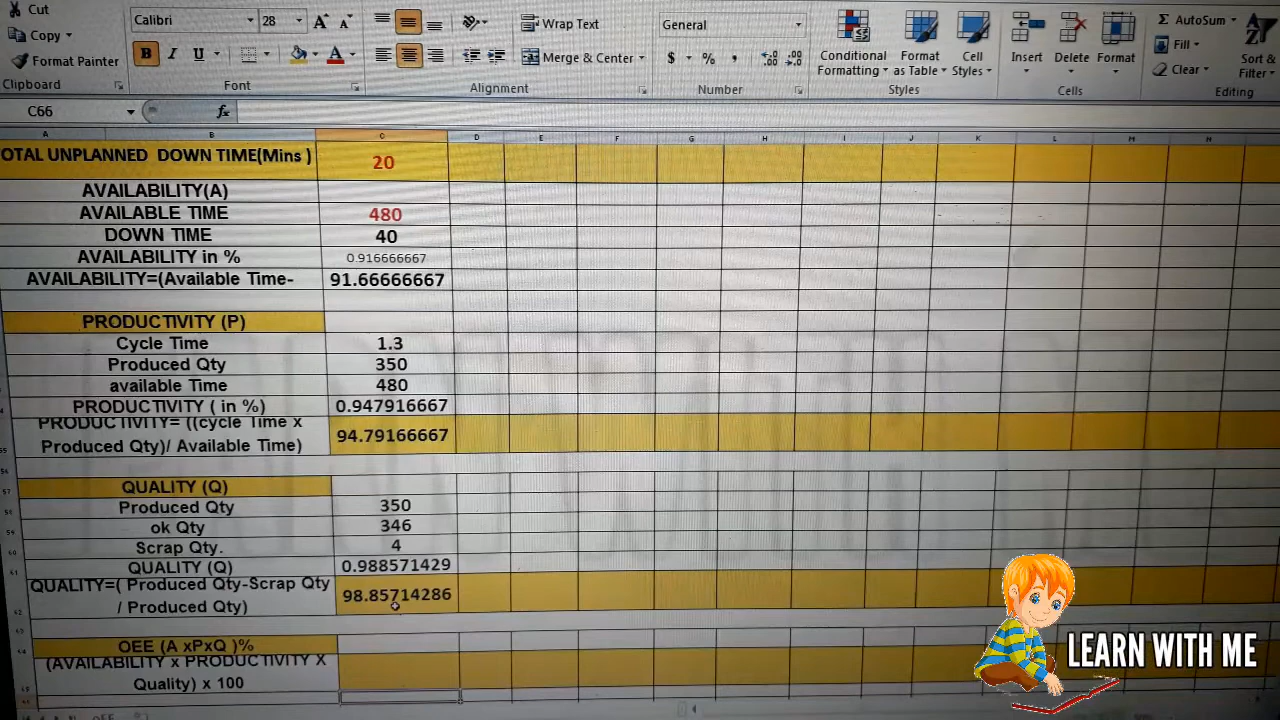 Cut
Calibri 28 A A Wrap Text General Σ AutoSum
Copy Fill
Format Painter B I U A Merge & Center $ % , Conditional Formatting Format as Table Cell Styles Insert Delete Format Clear Sort & Filter
Clipboard Font Alignment Number Styles Cells Editing
C66 fx
A B C D E F G H I J K L M N
OTAL UNPLANNED DOWN TIME(Mins ) 20
AVAILABILITY(A)
AVAILABLE TIME 480
DOWN TIME 40
AVAILABILITY in % 0.916666667
AVAILABILITY=(Available Time- 91.66666667
PRODUCTIVITY (P)
Cycle Time 1.3
Produced Qty 350
available Time 480
PRODUCTIVITY ( in %) 0.947916667
PRODUCTIVITY= ((cycle Time x
Produced Qty)/ Available Time) 94.79166667
QUALITY (Q)
Produced Qty 350
ok Qty 346
Scrap Qty. 4
QUALITY (Q) 0.988571429
QUALITY=( Produced Qty-Scrap Qty
/ Produced Qty) 98.85714286
OEE (A xPxQ )%
(AVAILABILITY x PRODUCTIVITY X
Quality) x 100
LEARN WITH ME